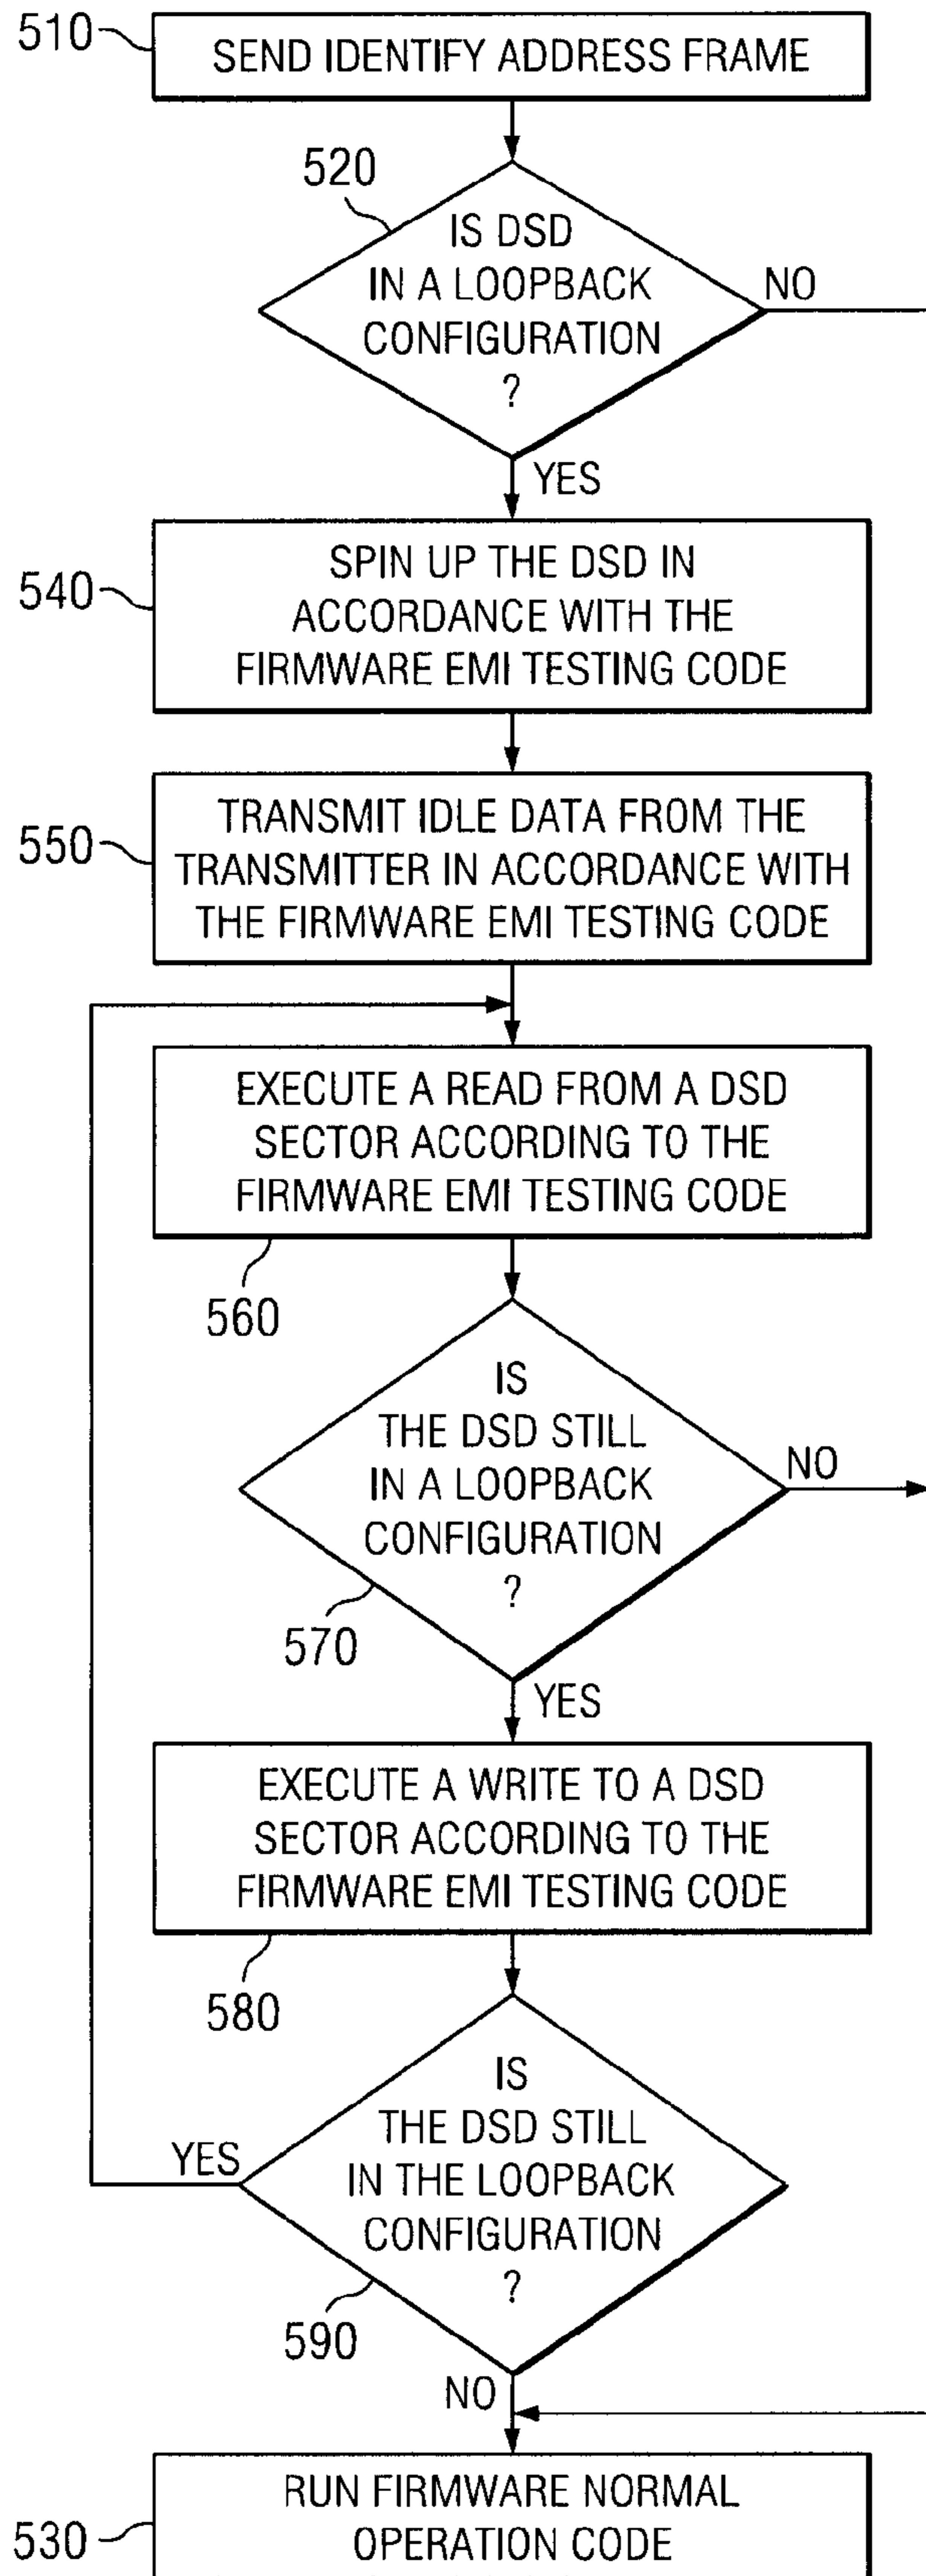 510
SEND IDENTIFY ADDRESS FRAME
520
IS DSD
IN A LOOPBACK
CONFIGURATION
?
NO
YES
540
SPIN UP THE DSD IN
ACCORDANCE WITH THE
FIRMWARE EMI TESTING CODE
550
TRANSMIT IDLE DATA FROM THE
TRANSMITTER IN ACCORDANCE WITH
THE FIRMWARE EMI TESTING CODE
EXECUTE A READ FROM A DSD
SECTOR ACCORDING TO THE
FIRMWARE EMI TESTING CODE
560
IS
THE DSD STILL
IN A LOOPBACK
CONFIGURATION
?
NO
570
YES
EXECUTE A WRITE TO A DSD
SECTOR ACCORDING TO THE
FIRMWARE EMI TESTING CODE
580
IS
THE DSD STILL
IN THE LOOPBACK
CONFIGURATION
?
YES
590
NO
RUN FIRMWARE NORMAL
OPERATION CODE
530